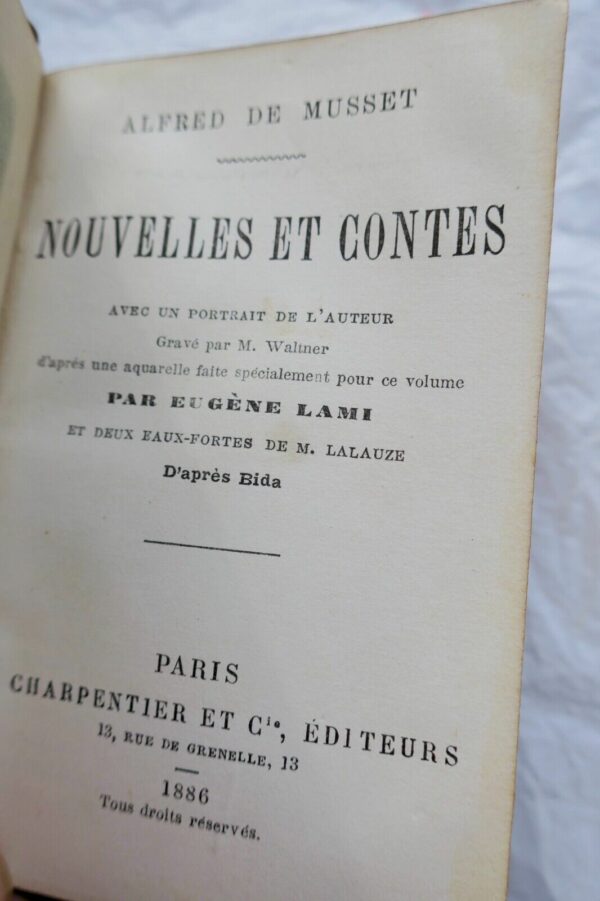 ALFRED DE MUSSET
NOUVELLES ET CONTES
AVEC UN PORTRAIT DE L'AUTEUR
Gravé par M. Waltner
d'après une aquarelle faite spécialement pour ce volume
PAR EUGÈNE LAMI
ET DEUX EAUX-FORTES DE M. LALAUZE
D'après Bida
PARIS
CHARPENTIER ET Cie, ÉDITEURS
13, RUE DE GRENELLE, 13
1886
Tous droits réservés.